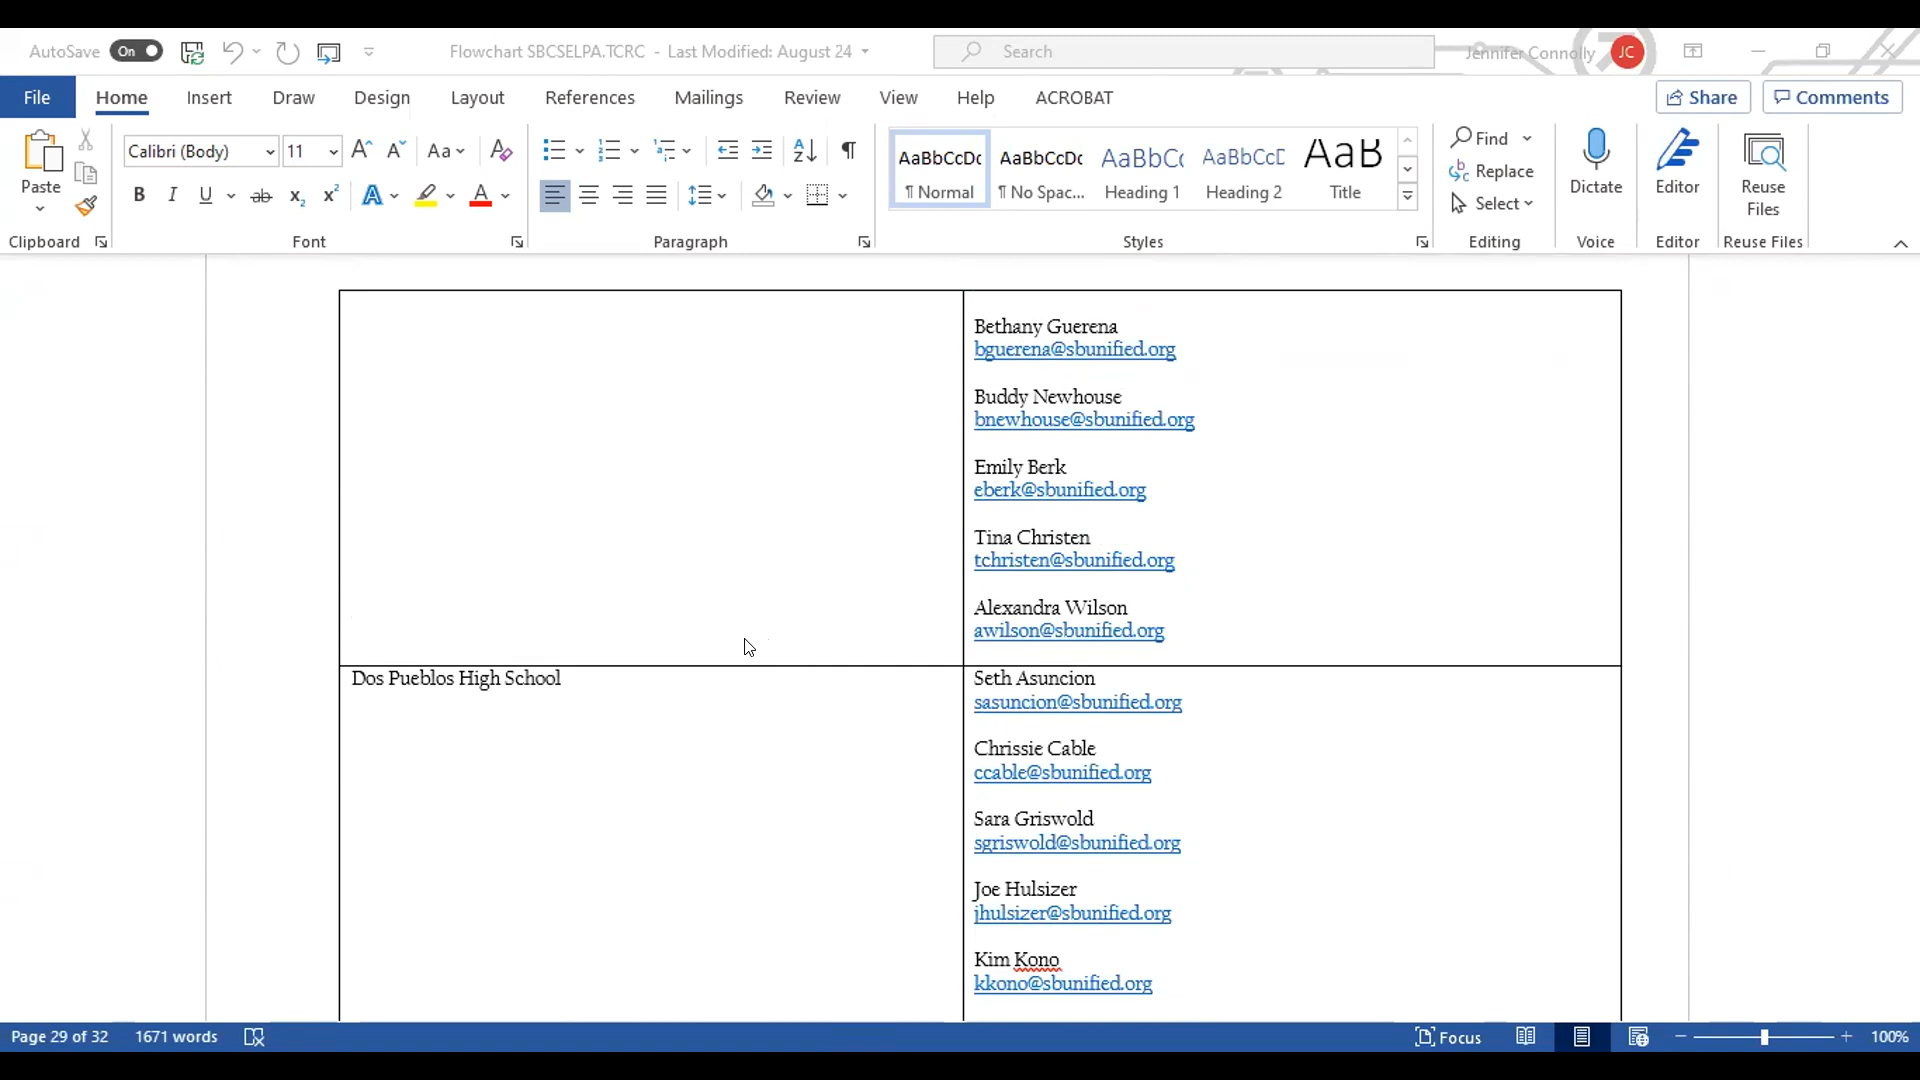 AutoSave On Flowchart SBCSELPA.TCRC - Last Modified: August 24 Search Jennifer Connolly JC
File Home Insert Draw Design Layout References Mailings Review View Help ACROBAT Share Comments
Paste
Clipboard
Calibri (Body) 11 Aa
B I U ab x₂ x² A A
Font
Paragraph
AaBbCcDc AaBbCcDc AaBbCc AaBbCcD AaB
¶ Normal ¶ No Spac... Heading 1 Heading 2 Title
Styles
Find
Replace
Select
Editing
Dictate
Voice
Editor
Editor
Reuse
Files
Reuse Files
Bethany Guerena
bguerena@sbunified.org
Buddy Newhouse
bnewhouse@sbunified.org
Emily Berk
eberk@sbunified.org
Tina Christen
tchristen@sbunified.org
Alexandra Wilson
awilson@sbunified.org
Dos Pueblos High School
Seth Asuncion
sasuncion@sbunified.org
Chrissie Cable
ccable@sbunified.org
Sara Griswold
sgriswold@sbunified.org
Joe Hulsizer
jhulsizer@sbunified.org
Kim Kono
kkono@sbunified.org
Page 29 of 32 1671 words Focus 100%